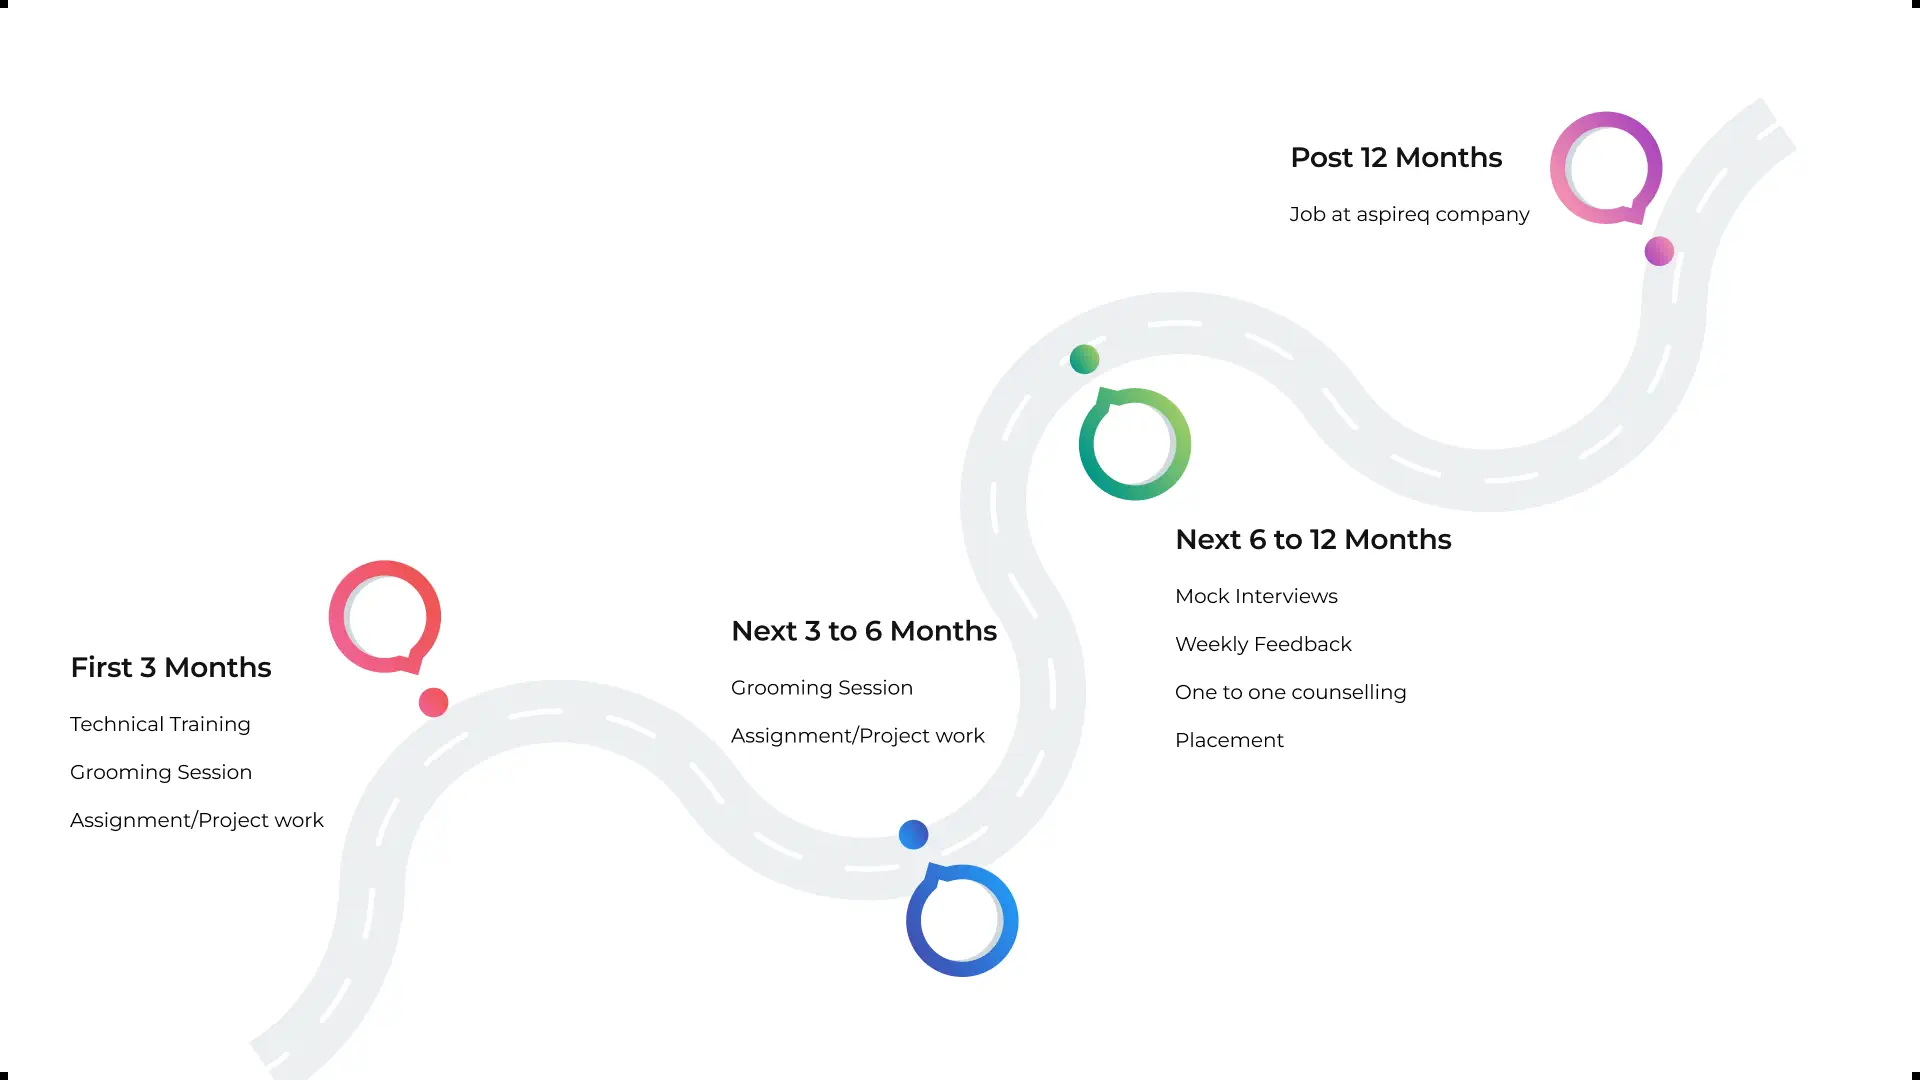 First 3 Months
Technical Training
Grooming Session
Assignment/Project work
Next 3 to 6 Months
Grooming Session
Assignment/Project work
Next 6 to 12 Months
Mock Interviews
Weekly Feedback
One to one counselling
Placement
Post 12 Months
Job at aspireq company